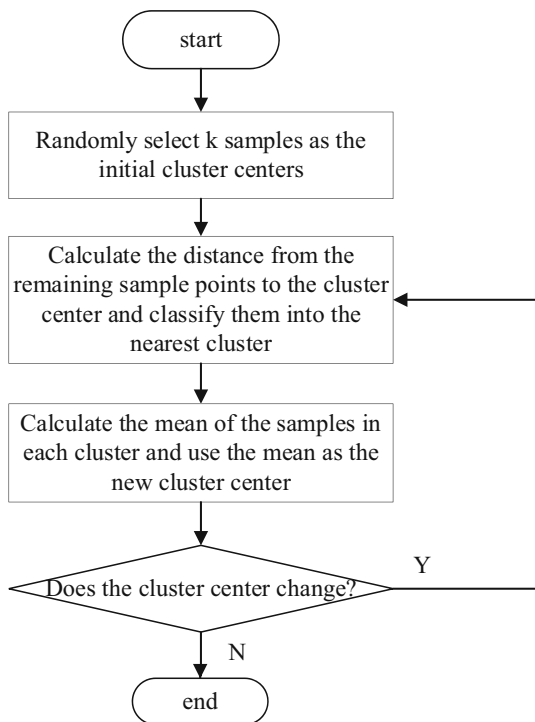 start
Randomly select k samples as the
initial cluster centers
Calculate the distance from the
remaining sample points to the cluster
center and classify them into the
nearest cluster
Calculate the mean of the samples in
each cluster and use the mean as the
new cluster center
Does the cluster center change?
Y
N
end